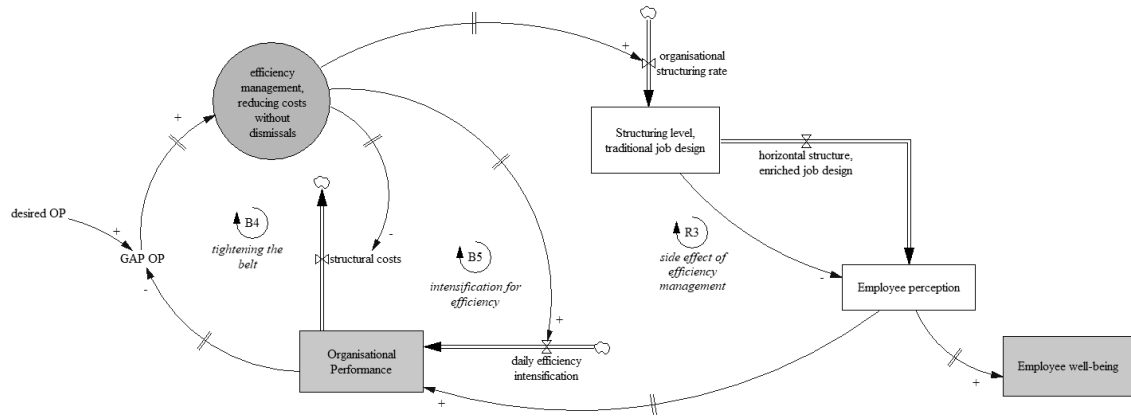 efficiency
management,
reducing costs
without
dismissals
+
organisational
structuring rate
+
Structuring level,
traditional job design
horizontal structure,
enriched job design
desired OP
+
GAP OP
-
B4
tightening the
belt
-
structural costs
B5
intensification for
efficiency
R3
side effect of
efficiency
management
-
Employee perception
+
daily efficiency
intensification
Organisational
Performance
+
+
Employee well-being